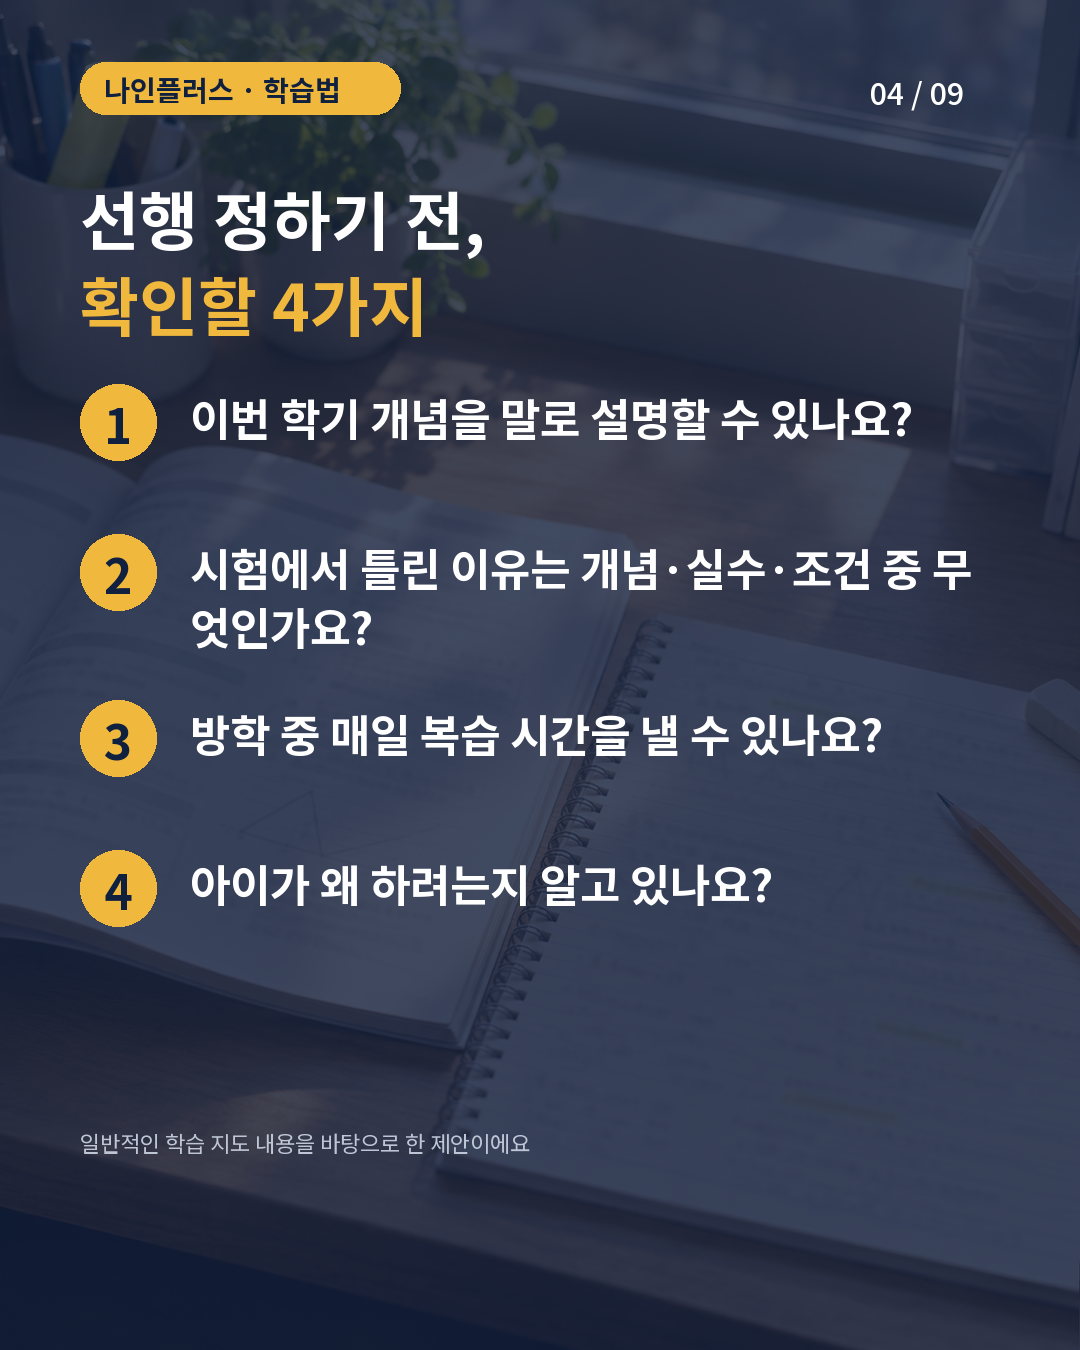 나인플러스 · 학습법
04 / 09
선행 정하기 전,
확인할 4가지
1 이번 학기 개념을 말로 설명할 수 있나요?
2 시험에서 틀린 이유는 개념·실수·조건 중 무
엇인가요?
3 방학 중 매일 복습 시간을 낼 수 있나요?
4 아이가 왜 하려는지 알고 있나요?
일반적인 학습 지도 내용을 바탕으로 한 제안이에요